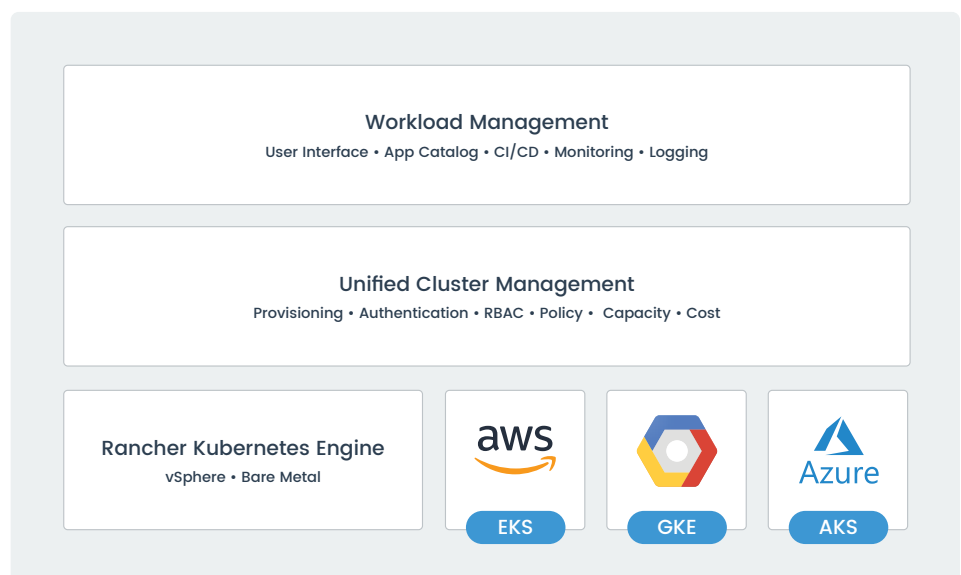 Workload Management
User Interface • App Catalog • CI/CD • Monitoring • Logging
Unified Cluster Management
Provisioning • Authentication • RBAC • Policy • Capacity • Cost
Rancher Kubernetes Engine
vSphere • Bare Metal
aws
EKS
GKE
Azure
AKS